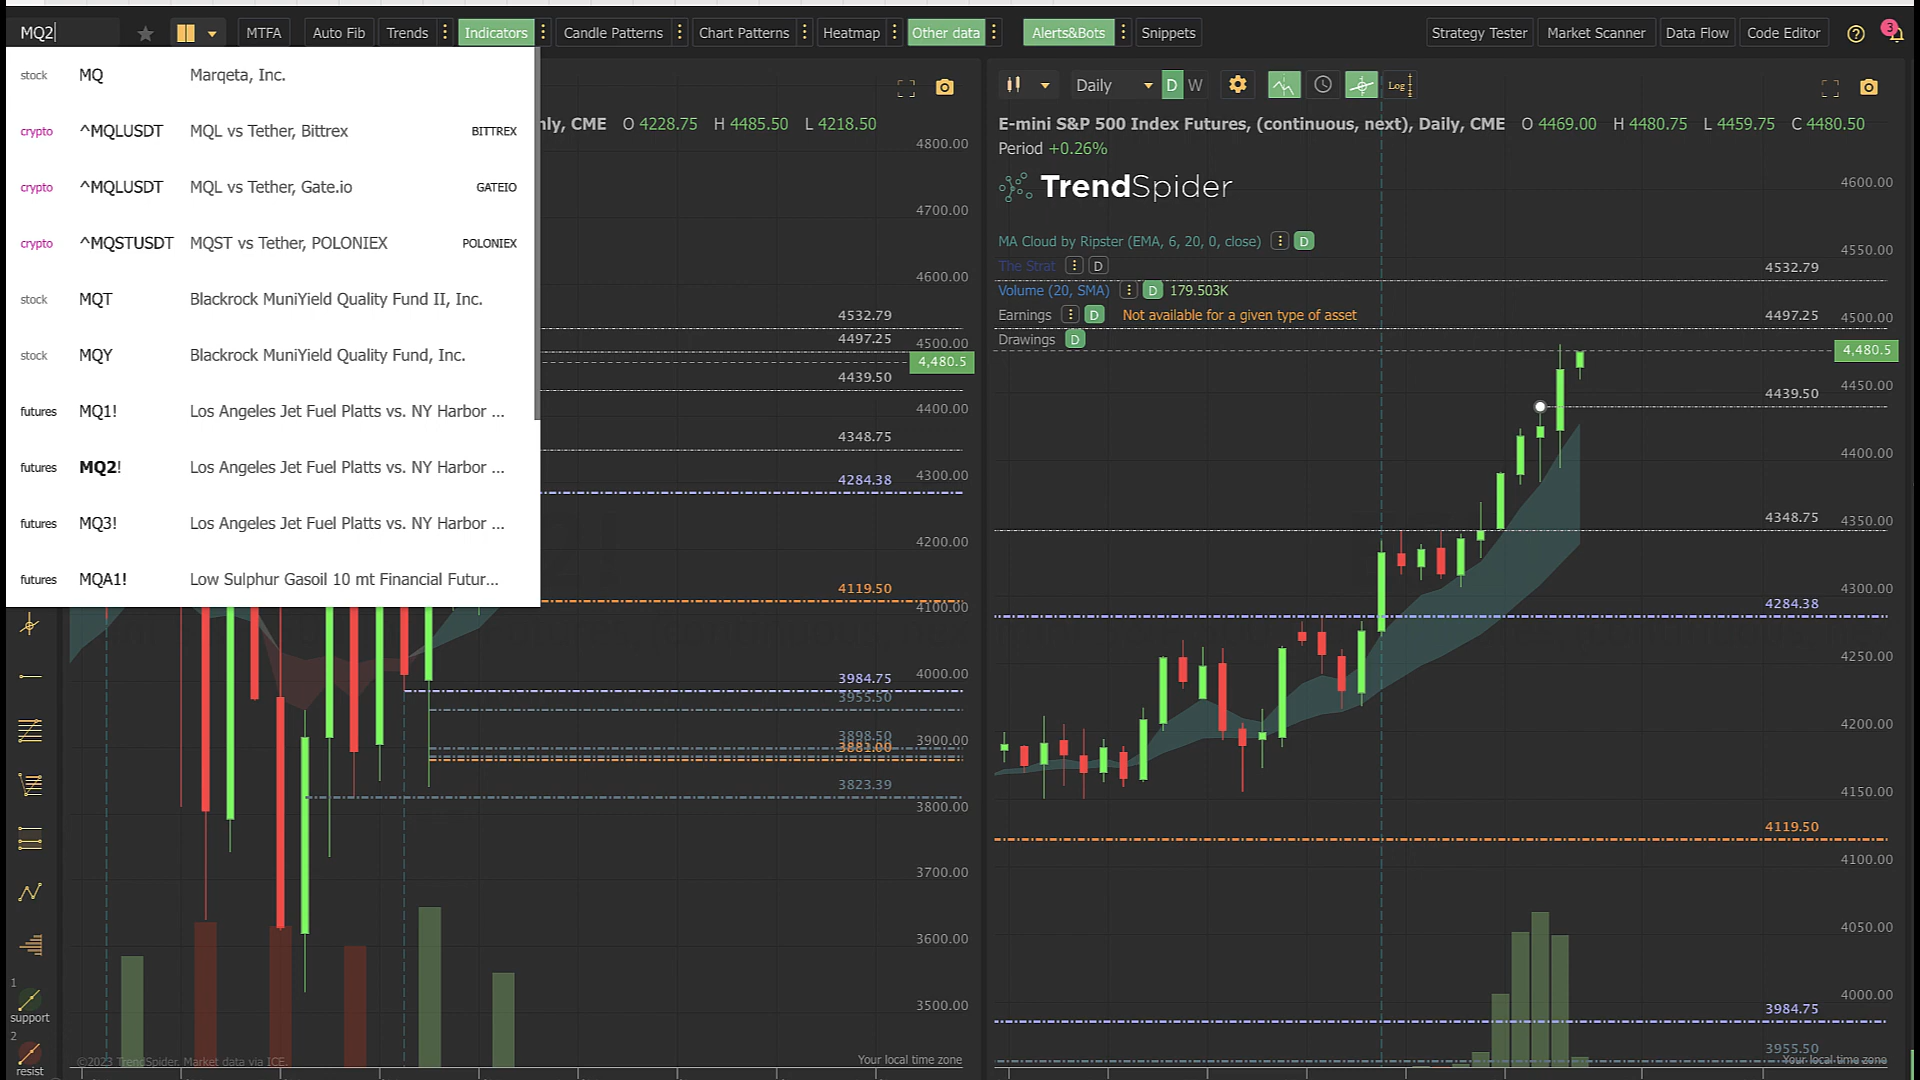 MQ2
MTFA
Auto Fib
Trends
Indicators
Candle Patterns
Chart Patterns
Heatmap
Other data
Alerts&Bots
Snippets
Strategy Tester
Market Scanner
Data Flow
Code Editor
3
stock MQ Marqeta, Inc.
crypto ^MQLUSDT MQL vs Tether, Bittrex BITTREX
crypto ^MQLUSDT MQL vs Tether, Gate.io GATEIO
crypto ^MQSTUSDT MQST vs Tether, POLONIEX POLONIEX
stock MQT Blackrock MuniYield Quality Fund II, Inc.
stock MQY Blackrock MuniYield Quality Fund, Inc.
futures MQ1! Los Angeles Jet Fuel Platts vs. NY Harbor ...
futures MQ2! Los Angeles Jet Fuel Platts vs. NY Harbor ...
futures MQ3! Los Angeles Jet Fuel Platts vs. NY Harbor ...
futures MQA1! Low Sulphur Gasoil 10 mt Financial Futur...
1
support
2
resist
nly, CME O 4228.75 H 4485.50 L 4218.50
4800.00
4700.00
4600.00
4532.79
4497.25
4500.00
4,480.5
4439.50
4400.00
4348.75
4300.00
4284.38
4200.00
4119.50
4100.00
4000.00
3984.75
3955.50
3898.50
3881.00
3900.00
3823.39
3800.00
3700.00
3600.00
3500.00
©2023 TrendSpider. Market data via ICE.
Your local time zone
Daily D W
Log
E-mini S&P 500 Index Futures, (continuous, next), Daily, CME O 4469.00 H 4480.75 L 4459.75 C 4480.50
Period +0.26%
TrendSpider
MA Cloud by Ripster (EMA, 6, 20, 0, close) D
The Strat D
Volume (20, SMA) D 179.503K
Earnings D Not available for a given type of asset
Drawings D
4600.00
4550.00
4532.79
4497.25
4500.00
4,480.5
4450.00
4439.50
4400.00
4348.75
4350.00
4300.00
4284.38
4250.00
4200.00
4150.00
4119.50
4100.00
4050.00
4000.00
3984.75
3955.50
Your local time zone